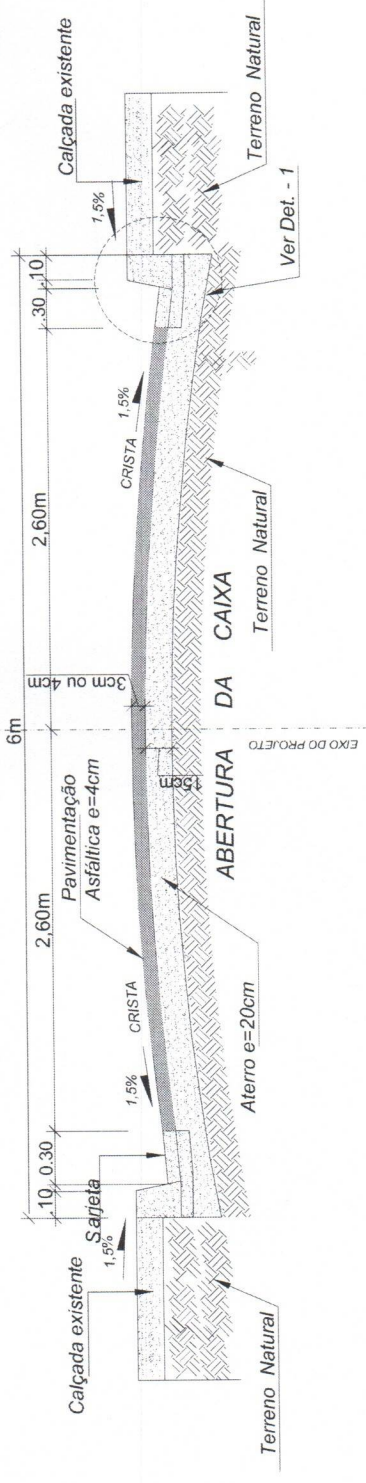 6m
.10
0.30
2,60m
2,60m
.30
.10
Calçada existente
Sarjeta
1,5%
1,5%
CRISTA
Pavimentação
Asfáltica e=4cm
3cm ou 4cm
15cm
CRISTA
1,5%
1,5%
Calçada existente
Terreno Natural
Aterro e=20cm
ABERTURA DA CAIXA
EIXO DO PROJETO
Terreno Natural
Ver Det. - 1
Terreno Natural